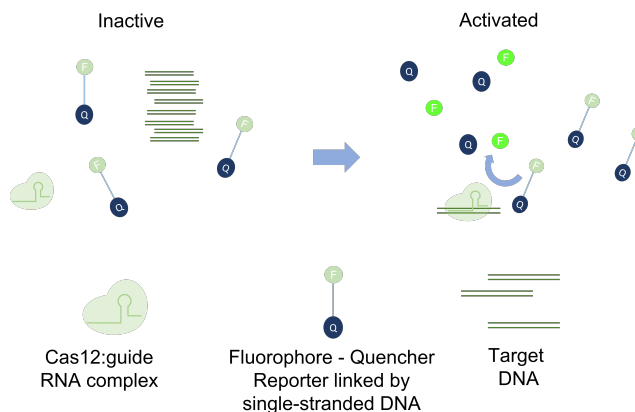 Inactive
Activated
F
Q
F
Q
F
Q
Q
Q
F
F
Q
F
F
Q
F
Q
F
Q
F
Q
F
Q
Cas12:guide
RNA complex
Fluorophore - Quencher
Reporter linked by
single-stranded DNA
Target
DNA